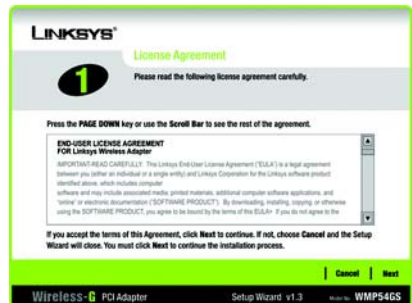 LINKSYS®
License Agreement
1
Please read the following license agreement carefully.
Press the PAGE DOWN key or use the Scroll Bar to see the rest of the agreement.
END-USER LICENSE AGREEMENT
FOR Linksys Wireless Adapter
IMPORTANT-READ CAREFULLY: This Linksys End-User License Agreement ("EULA") is a legal agreement
between you (either an individual or a single entity) and Linksys Corporation for the Linksys software product
identified above, which includes computer
software and may include associated media, printed materials, additional computer software applications, and
"online" or electronic documentation ("SOFTWARE PRODUCT"). By downloading, installing, copying, or otherwise
using the SOFTWARE PRODUCT, you agree to be bound by the terms of this EULA+ If you do not agree to the
If you accept the terms of this Agreement, click Next to continue. If not, choose Cancel and the Setup
Wizard will close. You must click Next to continue the installation process.
Cancel Next
Wireless-G PCI Adapter Setup Wizard v1.3 Model No. WMP54GS